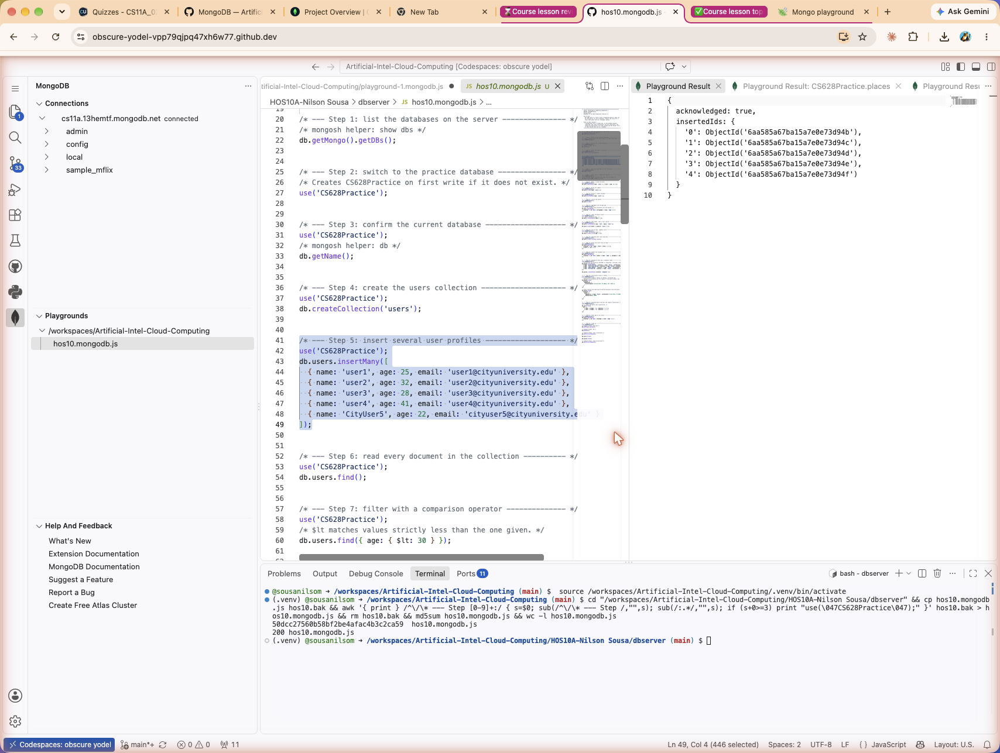 Quizzes - CS11A_0
MongoDB — Artific
Project Overview |
New Tab
⌛Course lesson rev
hos10.mongodb.js
✅Course lesson top
Mongo playground
Ask Gemini
obscure-yodel-vpp79qjpq47xh6w77.github.dev
Artificial-Intel-Cloud-Computing [Codespaces: obscure yodel]
MongoDB
Connections
cs11a.13hemtf.mongodb.net connected
admin
config
local
sample_mflix
Playgrounds
/workspaces/Artificial-Intel-Cloud-Computing
hos10.mongodb.js
Help And Feedback
What's New
Extension Documentation
MongoDB Documentation
Suggest a Feature
Report a Bug
Create Free Atlas Cluster
1
33
tificial-Intel-Cloud-Computing/playground-1.mongodb.js
JS hos10.mongodb.js U
HOS10A-Nilson Sousa > dbserver > JS hos10.mongodb.js > ...
19
20 /* --- Step 1: list the databases on the server --------------- */
21 /* mongosh helper: show dbs */
22 db.getMongo().getDBs();
23
24
25 /* --- Step 2: switch to the practice database ---------------- */
26 /* Creates CS628Practice on first write if it does not exist. */
27 use('CS628Practice');
28
29
30 /* --- Step 3: confirm the current database ------------------- */
31 use('CS628Practice');
32 /* mongosh helper: db */
33 db.getName();
34
35
36 /* --- Step 4: create the users collection -------------------- */
37 use('CS628Practice');
38 db.createCollection('users');
39
40
41 /* --- Step 5: insert several user profiles ------------------- */
42 use('CS628Practice');
43 db.users.insertMany([
44 { name: 'user1', age: 25, email: 'user1@cityuniversity.edu' },
45 { name: 'user2', age: 32, email: 'user2@cityuniversity.edu' },
46 { name: 'user3', age: 28, email: 'user3@cityuniversity.edu' },
47 { name: 'user4', age: 41, email: 'user4@cityuniversity.edu' },
48 { name: 'CityUser5', age: 22, email: 'cityuser5@cityuniversity.edu' }
49 ]);
50
51
52 /* --- Step 6: read every document in the collection ---------- */
53 use('CS628Practice');
54 db.users.find();
55
56
57 /* --- Step 7: filter with a comparison operator -------------- */
58 use('CS628Practice');
59 /* $lt matches values strictly less than the one given. */
60 db.users.find({ age: { $lt: 30 } });
61
Playground Result
Playground Result: CS628Practice.places
Playground Resu
1 {
2 acknowledged: true,
3 insertedIds: {
4 '0': ObjectId('6aa585a67ba15a7e0e73d94b'),
5 '1': ObjectId('6aa585a67ba15a7e0e73d94c'),
6 '2': ObjectId('6aa585a67ba15a7e0e73d94d'),
7 '3': ObjectId('6aa585a67ba15a7e0e73d94e'),
8 '4': ObjectId('6aa585a67ba15a7e0e73d94f')
9 }
10 }
Problems Output Debug Console Terminal Ports 11
bash - dbserver
@sousanilsom → /workspaces/Artificial-Intel-Cloud-Computing (main) $ source /workspaces/Artificial-Intel-Cloud-Computing/.venv/bin/activate
(.venv) @sousanilsom → /workspaces/Artificial-Intel-Cloud-Computing (main) $ cd "/workspaces/Artificial-Intel-Cloud-Computing/HOS10A-Nilson Sousa/dbserver" && cp hos10.mongodb
.js hos10.bak && awk '{ print } /^\/\* --- Step [0-9]+:/ { s=$0; sub(/^\/\* --- Step /,"",s); sub(/:.*/,"",s); if (s+0>=3) print "use(\047CS628Practice\047);" }' hos10.bak > h
os10.mongodb.js && rm hos10.bak && md5sum hos10.mongodb.js && wc -l hos10.mongodb.js
50dcc27560b58bf2be4afac4b3c2ca59 hos10.mongodb.js
200 hos10.mongodb.js
(.venv) @sousanilsom → /workspaces/Artificial-Intel-Cloud-Computing/HOS10A-Nilson Sousa/dbserver (main) $
Codespaces: obscure yodel
main*+
0 0
11
Ln 49, Col 4 (446 selected)
Spaces: 2
UTF-8
LF
{ } JavaScript
Layout: U.S.